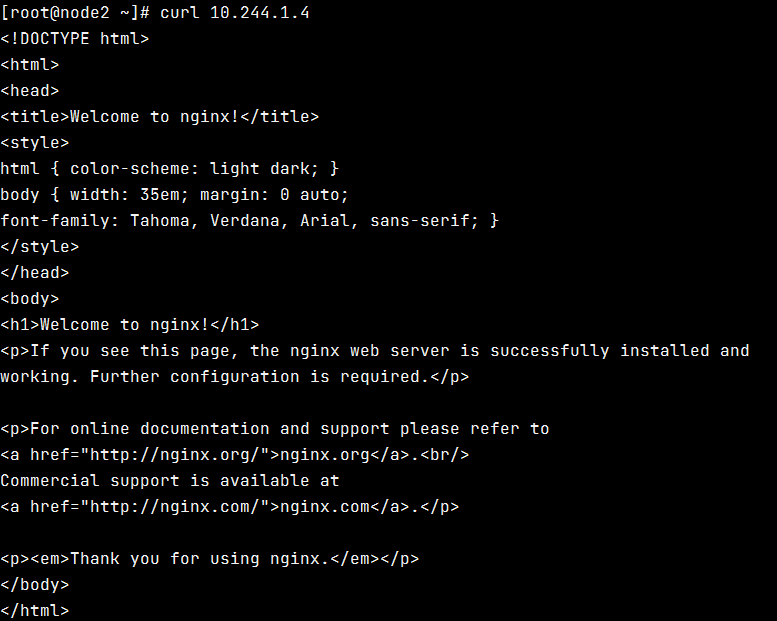 [root@node2 ~]# curl 10.244.1.4
<!DOCTYPE html>
<html>
<head>
<title>Welcome to nginx!</title>
<style>
html { color-scheme: light dark; }
body { width: 35em; margin: 0 auto;
font-family: Tahoma, Verdana, Arial, sans-serif; }
</style>
</head>
<body>
<h1>Welcome to nginx!</h1>
<p>If you see this page, the nginx web server is successfully installed and
working. Further configuration is required.</p>

<p>For online documentation and support please refer to
<a href="http://nginx.org/">nginx.org</a>.<br/>
Commercial support is available at
<a href="http://nginx.com/">nginx.com</a>.</p>

<p><em>Thank you for using nginx.</em></p>
</body>
</html>